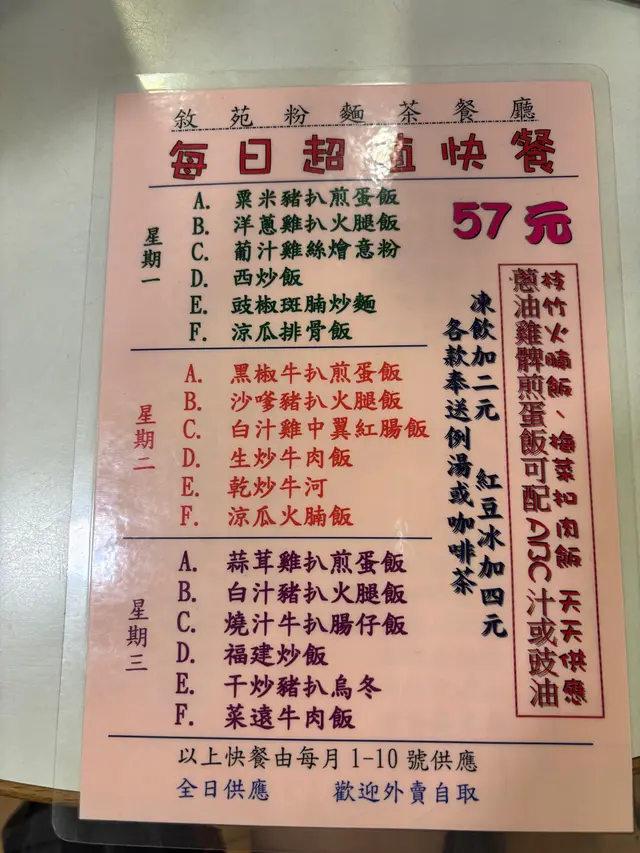 敘苑粉麵茶餐廳
每日超值快餐
57元
星期一
A. 粟米豬扒煎蛋飯
B. 洋蔥雞扒火腿飯
C. 葡汁雞絲燴意粉
D. 西炒飯
E. 豉椒斑腩炒麵
F. 涼瓜排骨飯
星期二
A. 黑椒牛扒煎蛋飯
B. 沙嗲豬扒火腿飯
C. 白汁雞中翼紅腸飯
D. 生炒牛肉飯
E. 乾炒牛河
F. 涼瓜火腩飯
星期三
A. 蒜茸雞扒煎蛋飯
B. 白汁豬扒火腿飯
C. 燒汁牛扒腸仔飯
D. 福建炒飯
E. 干炒豬扒烏冬
F. 菜遠牛肉飯
凍飲加二元 紅豆冰加四元
各款奉送例湯或咖啡茶
枝竹火腩飯、梅菜扣肉飯 天天供應
蔥油雞髀煎蛋飯可配ABC汁或豉油
以上快餐由每月1-10號供應
全日供應 歡迎外賣自取